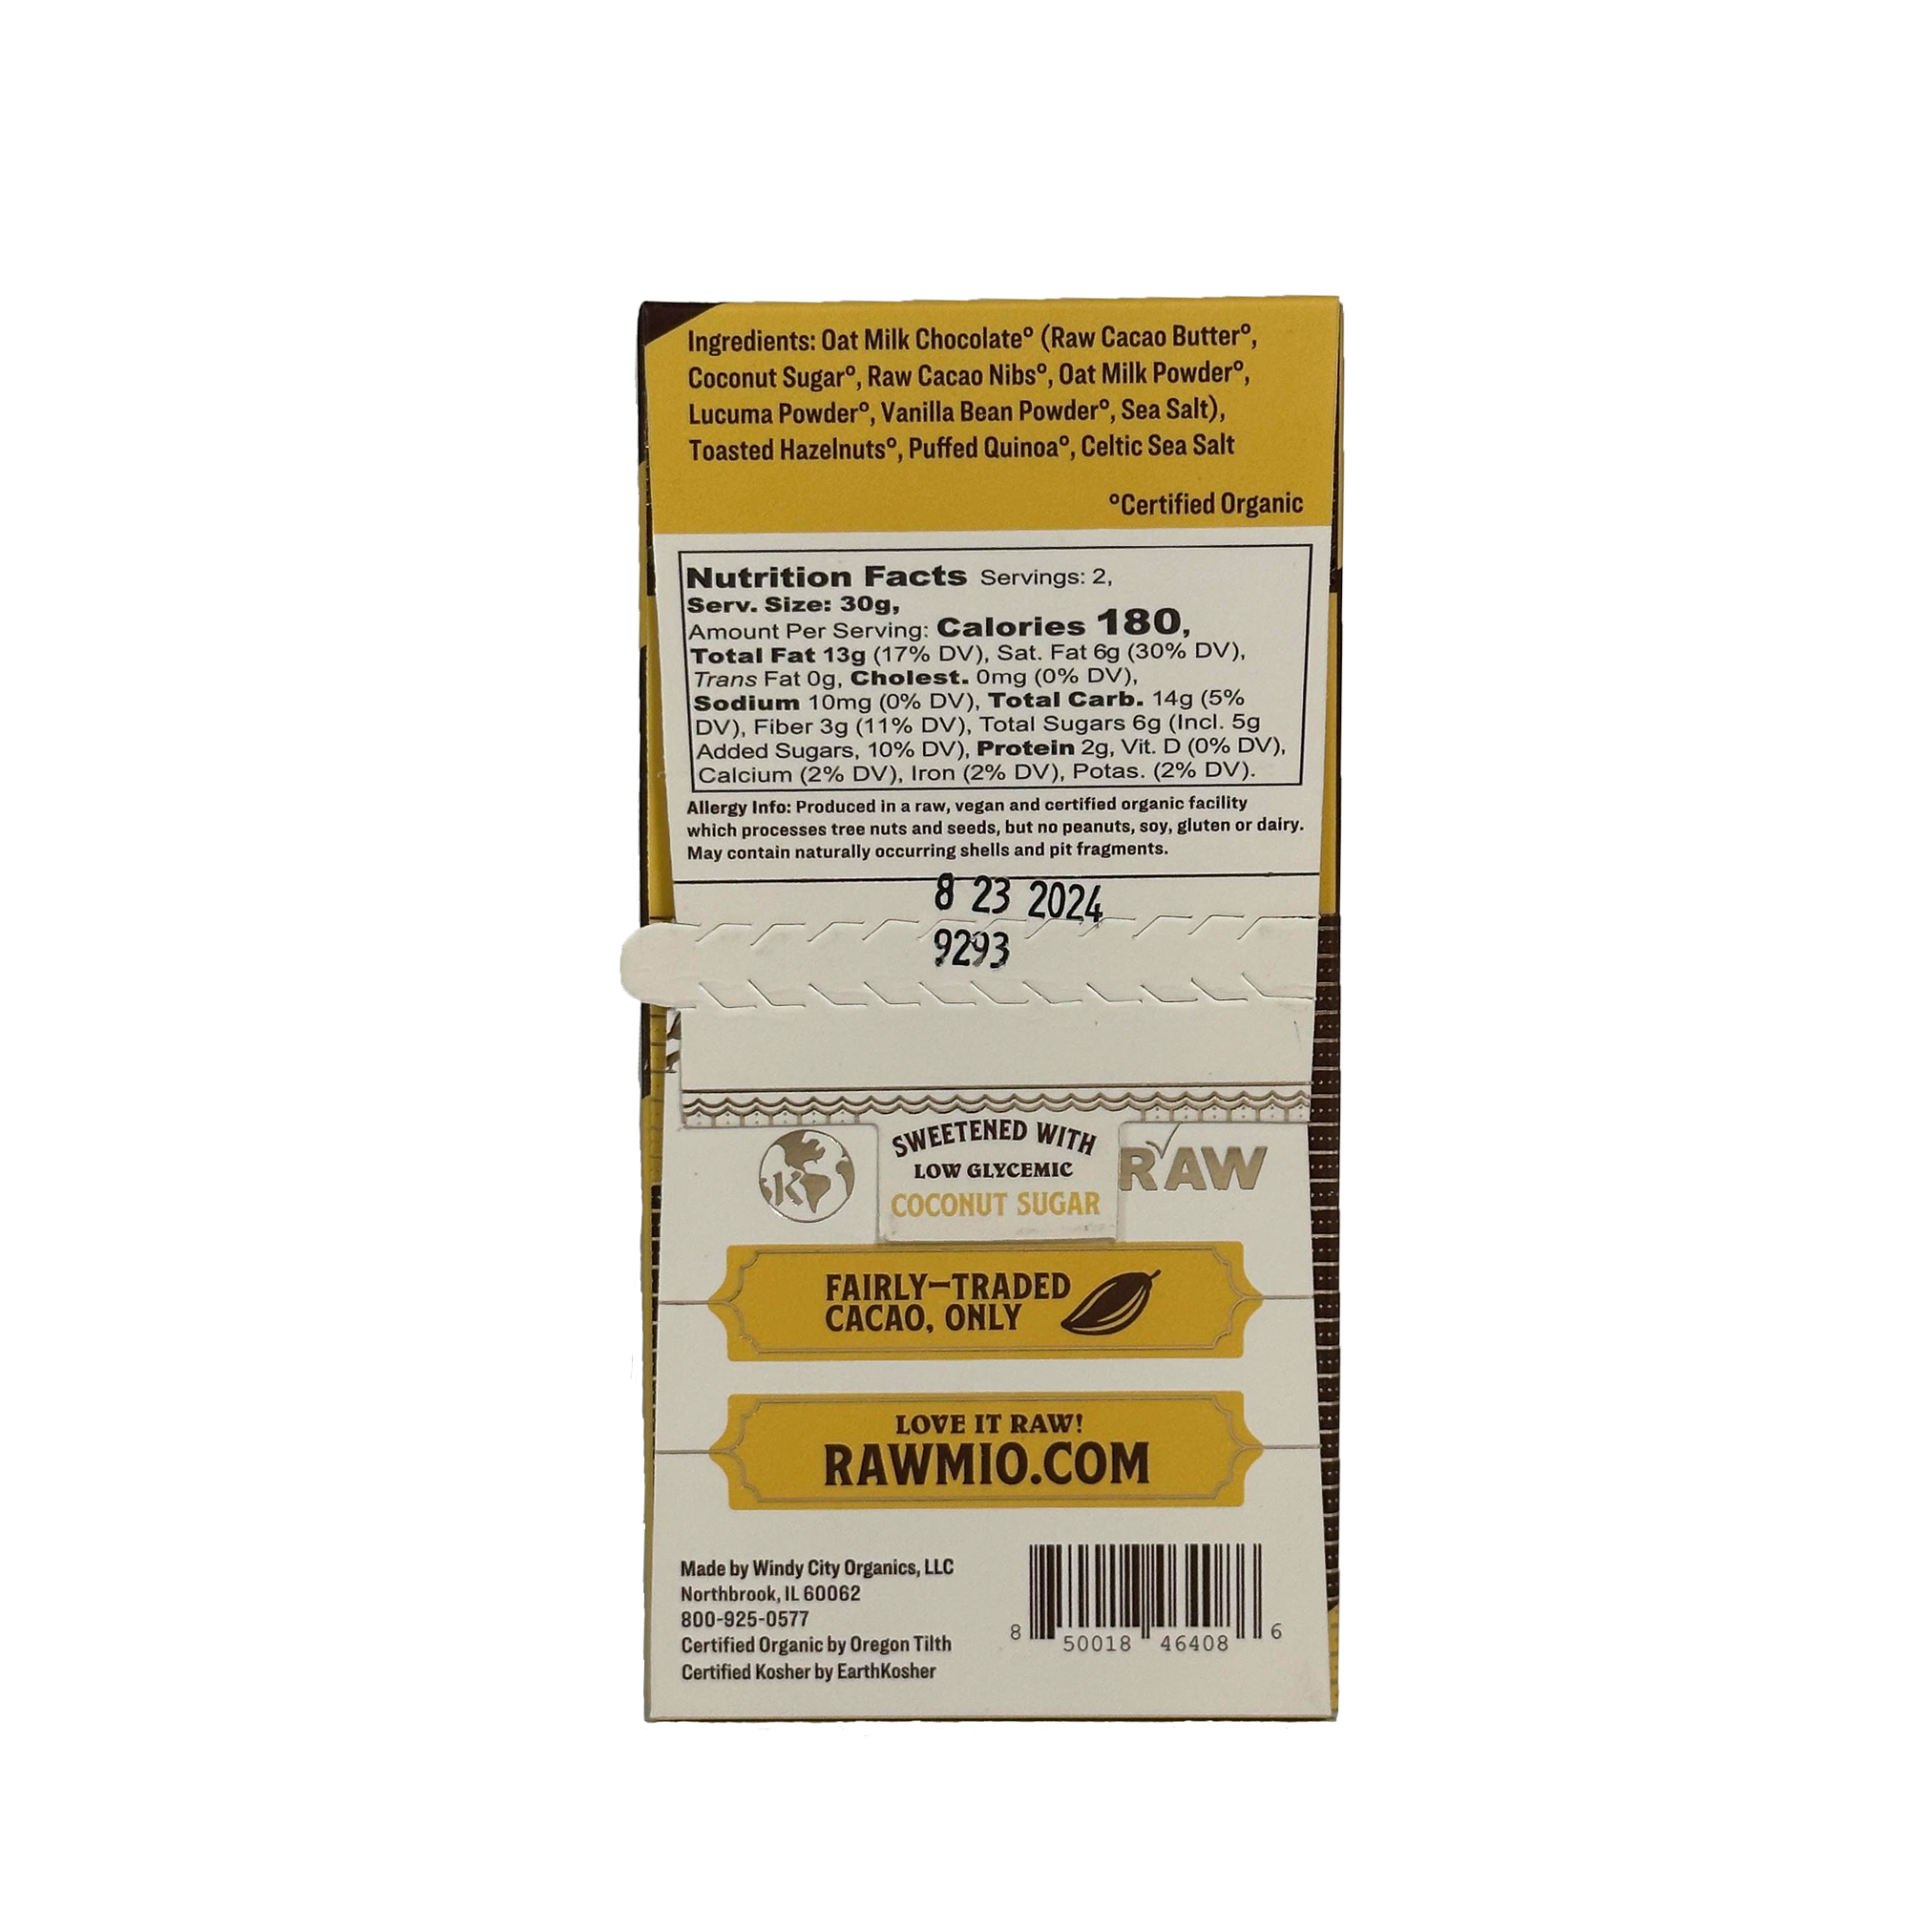 Ingredients: Oat Milk Chocolate° (Raw Cacao Butter°,
Coconut Sugar°, Raw Cacao Nibs°, Oat Milk Powder°,
Lucuma Powder°, Vanilla Bean Powder°, Sea Salt),
Toasted Hazelnuts°, Puffed Quinoa°, Celtic Sea Salt
°Certified Organic
Nutrition Facts Servings: 2,
Serv. Size: 30g,
Amount Per Serving: Calories 180,
Total Fat 13g (17% DV), Sat. Fat 6g (30% DV),
Trans Fat 0g, Cholest. 0mg (0% DV),
Sodium 10mg (0% DV), Total Carb. 14g (5%
DV), Fiber 3g (11% DV), Total Sugars 6g (Incl. 5g
Added Sugars, 10% DV), Protein 2g, Vit. D (0% DV),
Calcium (2% DV), Iron (2% DV), Potas. (2% DV).
Allergy Info: Produced in a raw, vegan and certified organic facility
which processes tree nuts and seeds, but no peanuts, soy, gluten or dairy.
May contain naturally occurring shells and pit fragments.
8 23 2024
9293
K
SWEETENED WITH
LOW GLYCEMIC
COCONUT SUGAR
RAW
FAIRLY–TRADED
CACAO, ONLY
LOVE IT RAW!
RAWMIO.COM
Made by Windy City Organics, LLC
Northbrook, IL 60062
800-925-0577
Certified Organic by Oregon Tilth
Certified Kosher by EarthKosher
8 50018 46408 6